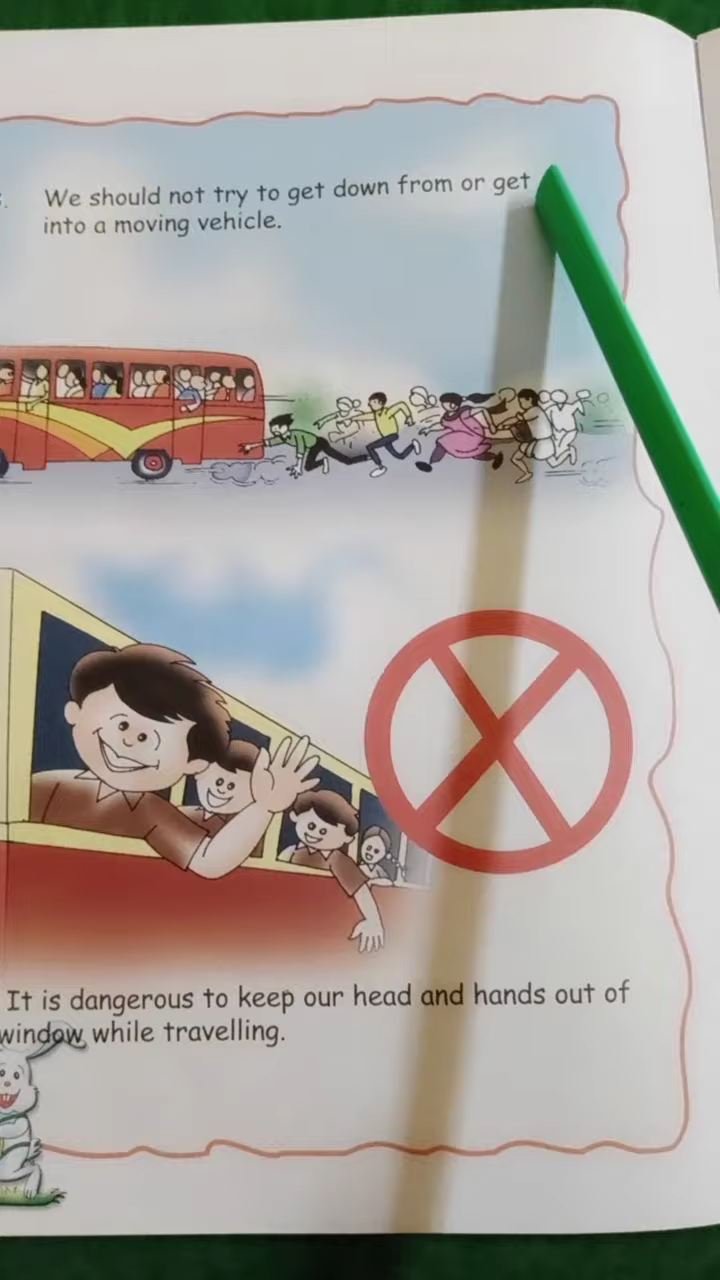 We should not try to get down from or get
into a moving vehicle.
It is dangerous to keep our head and hands out of
window while travelling.